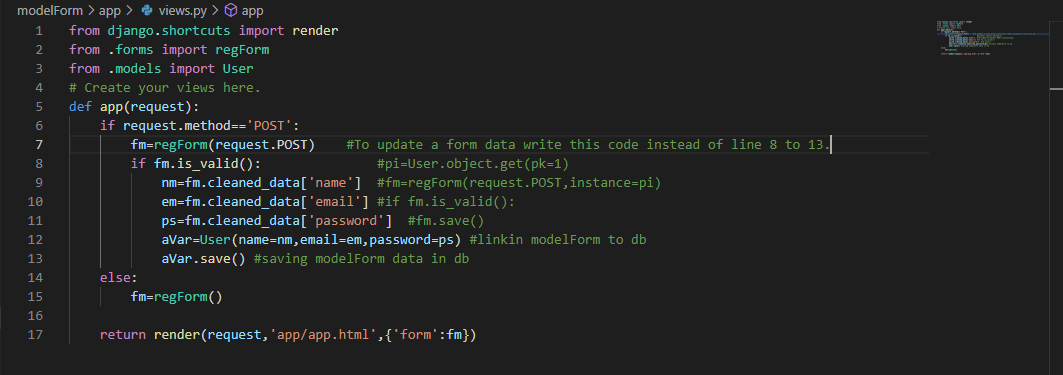 modelForm > app > views.py > app
1 from django.shortcuts import render
2 from .forms import regForm
3 from .models import User
4 # Create your views here.
5 def app(request):
6     if request.method=='POST':
7         fm=regForm(request.POST)    #To update a form data write this code instead of line 8 to 13.
8         if fm.is_valid():               #pi=User.object.get(pk=1)
9             nm=fm.cleaned_data['name']  #fm=regForm(request.POST,instance=pi)
10             em=fm.cleaned_data['email'] #if fm.is_valid():
11             ps=fm.cleaned_data['password']  #fm.save()
12             aVar=User(name=nm,email=em,password=ps) #linkin modelForm to db
13             aVar.save() #saving modelForm data in db
14     else:
15         fm=regForm()
16
17     return render(request,'app/app.html',{'form':fm})